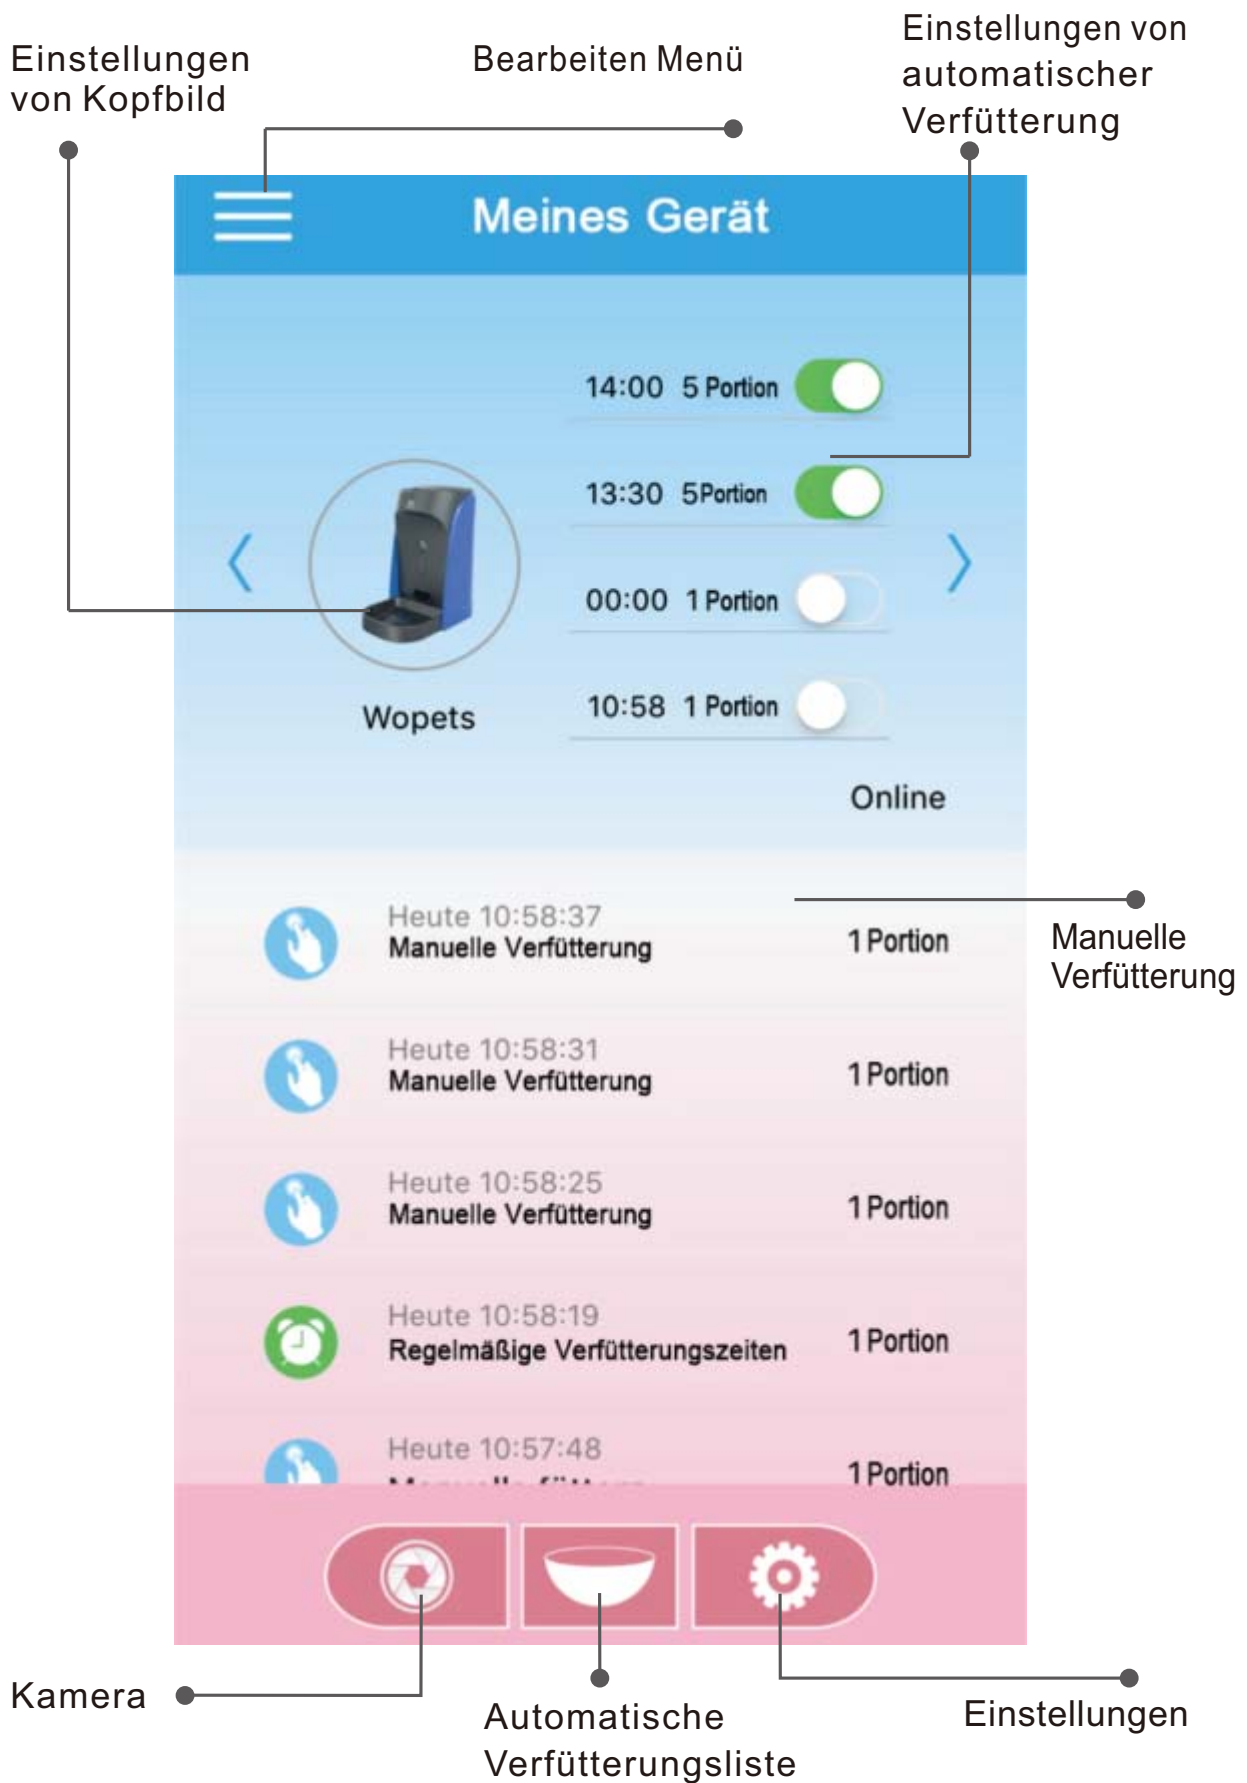 Einstellungen
von Kopfbild
Bearbeiten Menü
Einstellungen von
automatischer
Verfütterung
Meines Gerät
14:00 5 Portion
13:30 5Portion
00:00 1 Portion
10:58 1 Portion
Wopets
Online
Heute 10:58:37
Manuelle Verfütterung
1 Portion
Manuelle
Verfütterung
Heute 10:58:31
Manuelle Verfütterung
1 Portion
Heute 10:58:25
Manuelle Verfütterung
1 Portion
Heute 10:58:19
Regelmäßige Verfütterungszeiten
1 Portion
Heute 10:57:48
1 Portion
Kamera
Automatische
Verfütterungsliste
Einstellungen